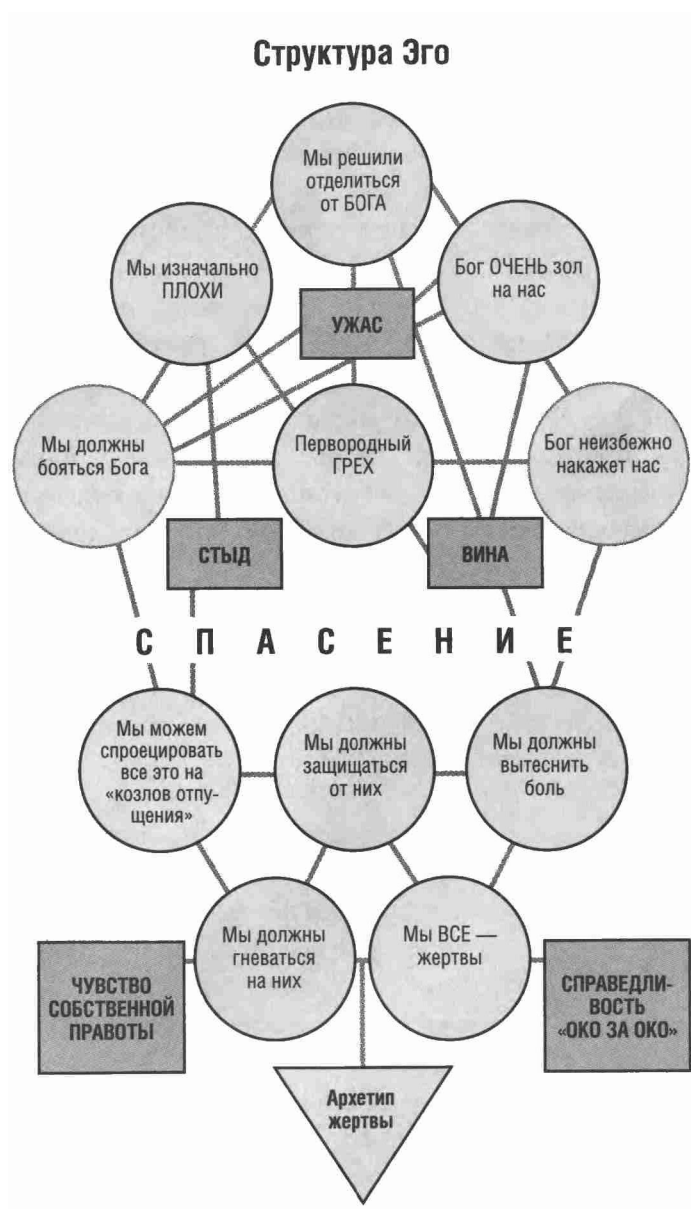 Структура Эго
Мы решили
отделиться
от БОГА
Мы изначально
ПЛОХИ
Бог ОЧЕНЬ зол
на нас
УЖАС
Мы должны
бояться Бога
Первородный
ГРЕХ
Бог неизбежно
накажет нас
СТЫД
ВИНА
С П А С Е Н И Е
Мы можем
спроецировать
все это на
«козлов отпу-
щения»
Мы должны
защищаться
от них
Мы должны
вытеснить
боль
Мы должны
гневаться
на них
Мы ВСЕ —
жертвы
ЧУВСТВО
СОБСТВЕННОЙ
ПРАВОТЫ
СПРАВЕДЛИ-
ВОСТЬ
«ОКО ЗА ОКО»
Архетип
жертвы